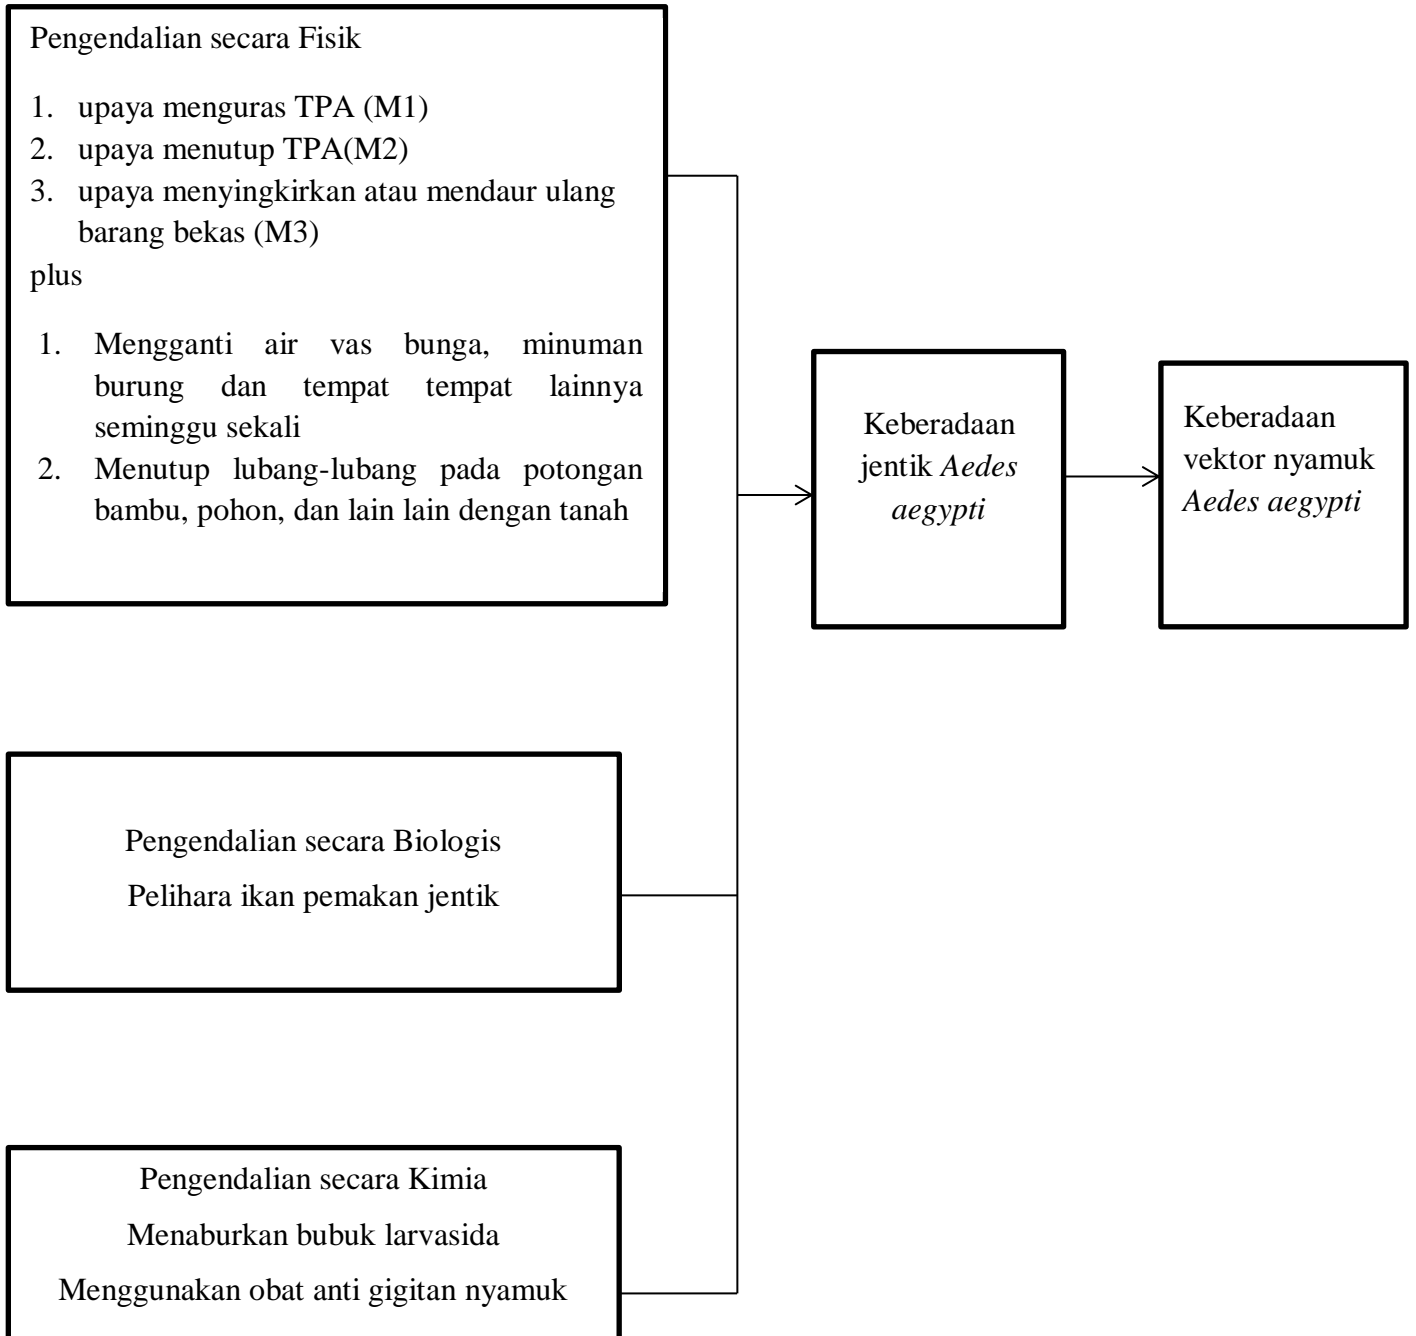 Pengendalian secara Fisik
1. upaya menguras TPA (M1)
2. upaya menutup TPA(M2)
3. upaya menyingkirkan atau mendaur ulang
barang bekas (M3)
plus
1. Mengganti air vas bunga, minuman
burung dan tempat tempat lainnya
seminggu sekali
2. Menutup lubang-lubang pada potongan
bambu, pohon, dan lain lain dengan tanah
Keberadaan
jentik Aedes
aegypti
Keberadaan
vektor nyamuk
Aedes aegypti
Pengendalian secara Biologis
Pelihara ikan pemakan jentik
Pengendalian secara Kimia
Menaburkan bubuk larvasida
Menggunakan obat anti gigitan nyamuk